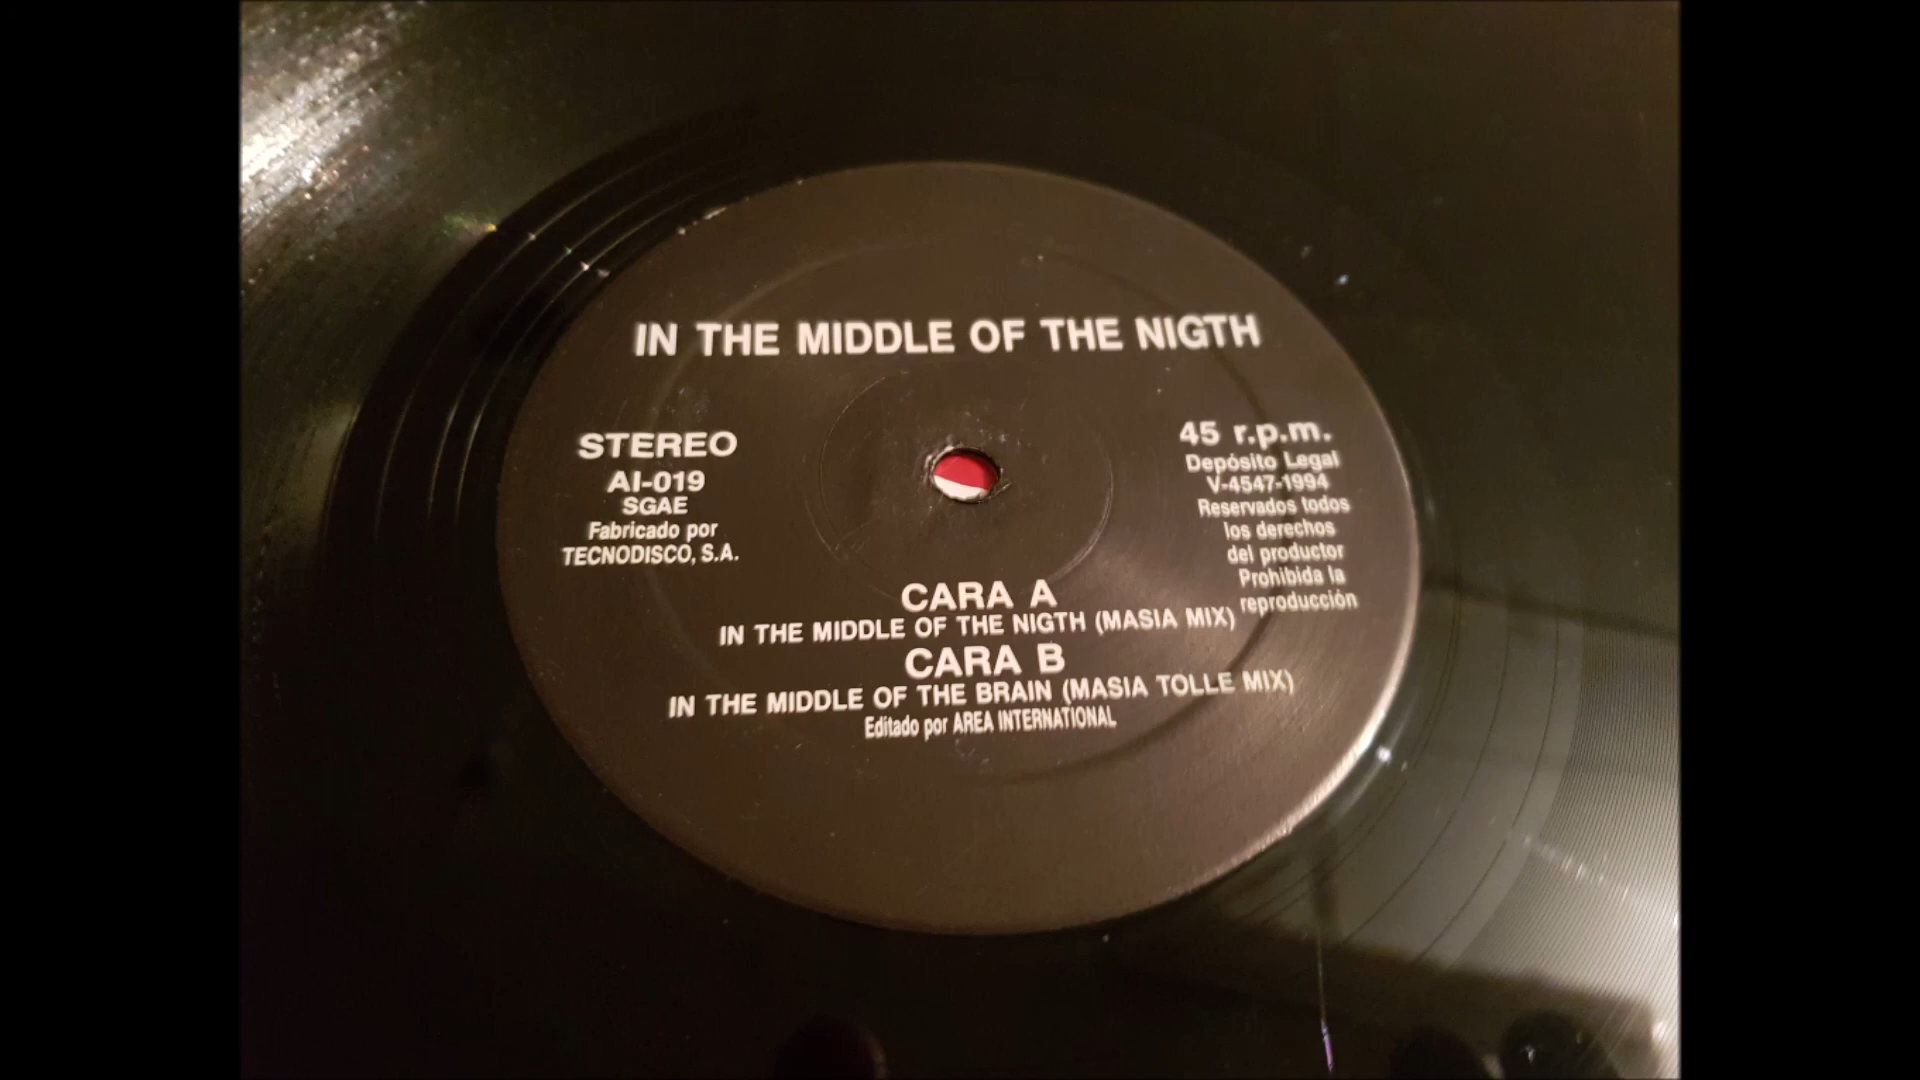 IN THE MIDDLE OF THE NIGTH
STEREO
AI-019
SGAE
Fabricado por
TECNODISCO, S.A.
45 r.p.m.
Depósito Legal
V-4547-1994
Reservados todos
los derechos
del productor
Prohibida la
reproducción
CARA A
IN THE MIDDLE OF THE NIGTH (MASIA MIX)
CARA B
IN THE MIDDLE OF THE BRAIN (MASIA TOLLE MIX)
Editado por AREA INTERNATIONAL